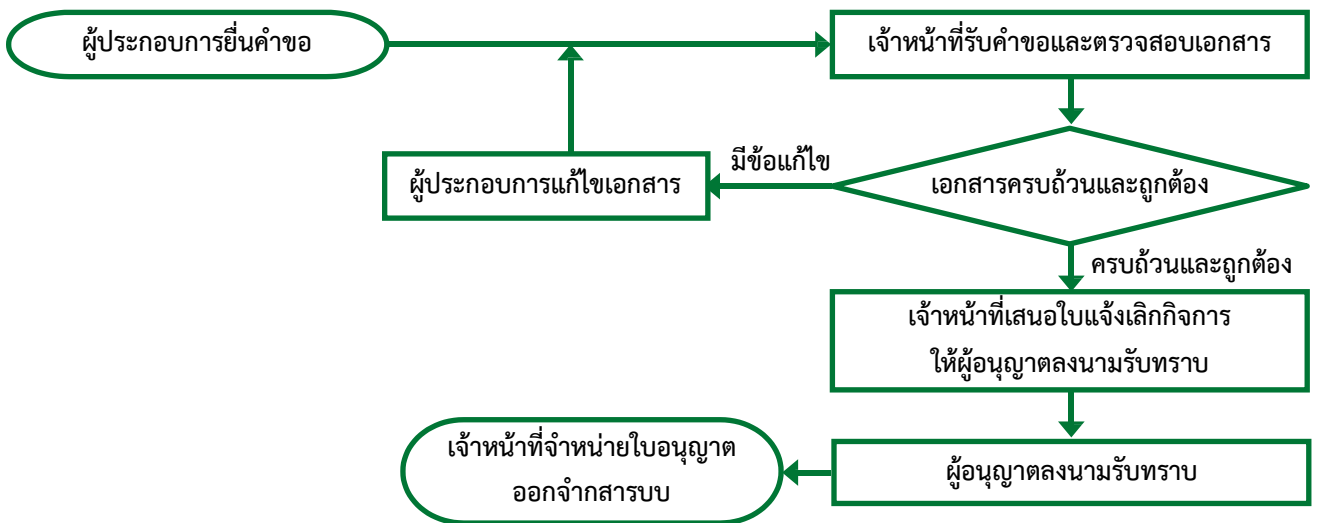 ผู้ประกอบการยื่นคำขอ
เจ้าหน้าที่รับคำขอและตรวจสอบเอกสาร
มีข้อแก้ไข
ผู้ประกอบการแก้ไขเอกสาร
เอกสารครบถ้วนและถูกต้อง
ครบถ้วนและถูกต้อง
เจ้าหน้าที่เสนอใบแจ้งเลิกกิจการ
ให้ผู้อนุญาตลงนามรับทราบ
เจ้าหน้าที่จำหน่ายใบอนุญาต
ออกจำกสารบบ
ผู้อนุญาตลงนามรับทราบ